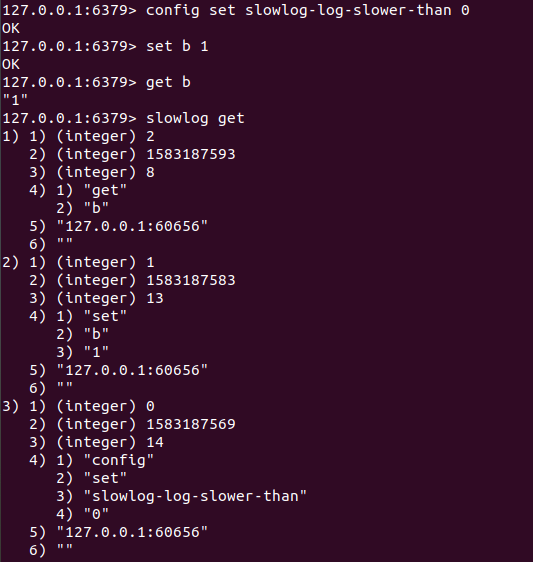 127.0.0.1:6379> config set slowlog-log-slower-than 0
OK
127.0.0.1:6379> set b 1
OK
127.0.0.1:6379> get b
"1"
127.0.0.1:6379> slowlog get
1) 1) (integer) 2
   2) (integer) 1583187593
   3) (integer) 8
   4) 1) "get"
      2) "b"
   5) "127.0.0.1:60656"
   6) ""
2) 1) (integer) 1
   2) (integer) 1583187583
   3) (integer) 13
   4) 1) "set"
      2) "b"
      3) "1"
   5) "127.0.0.1:60656"
   6) ""
3) 1) (integer) 0
   2) (integer) 1583187569
   3) (integer) 14
   4) 1) "config"
      2) "set"
      3) "slowlog-log-slower-than"
      4) "0"
   5) "127.0.0.1:60656"
   6) ""